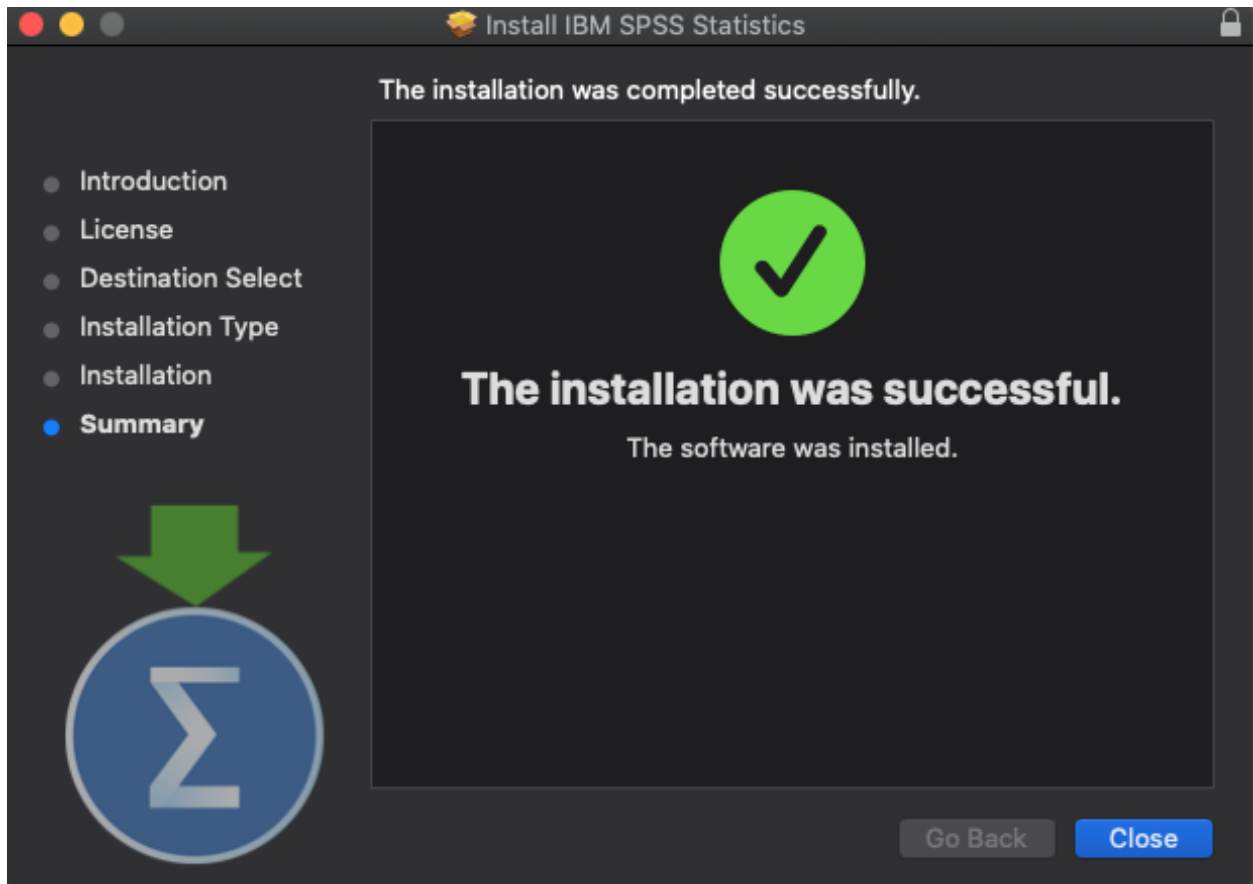 Install IBM SPSS Statistics
The installation was completed successfully.
Introduction
License
Destination Select
Installation Type
Installation
Summary
The installation was successful.
The software was installed.
Σ
Go Back
Close